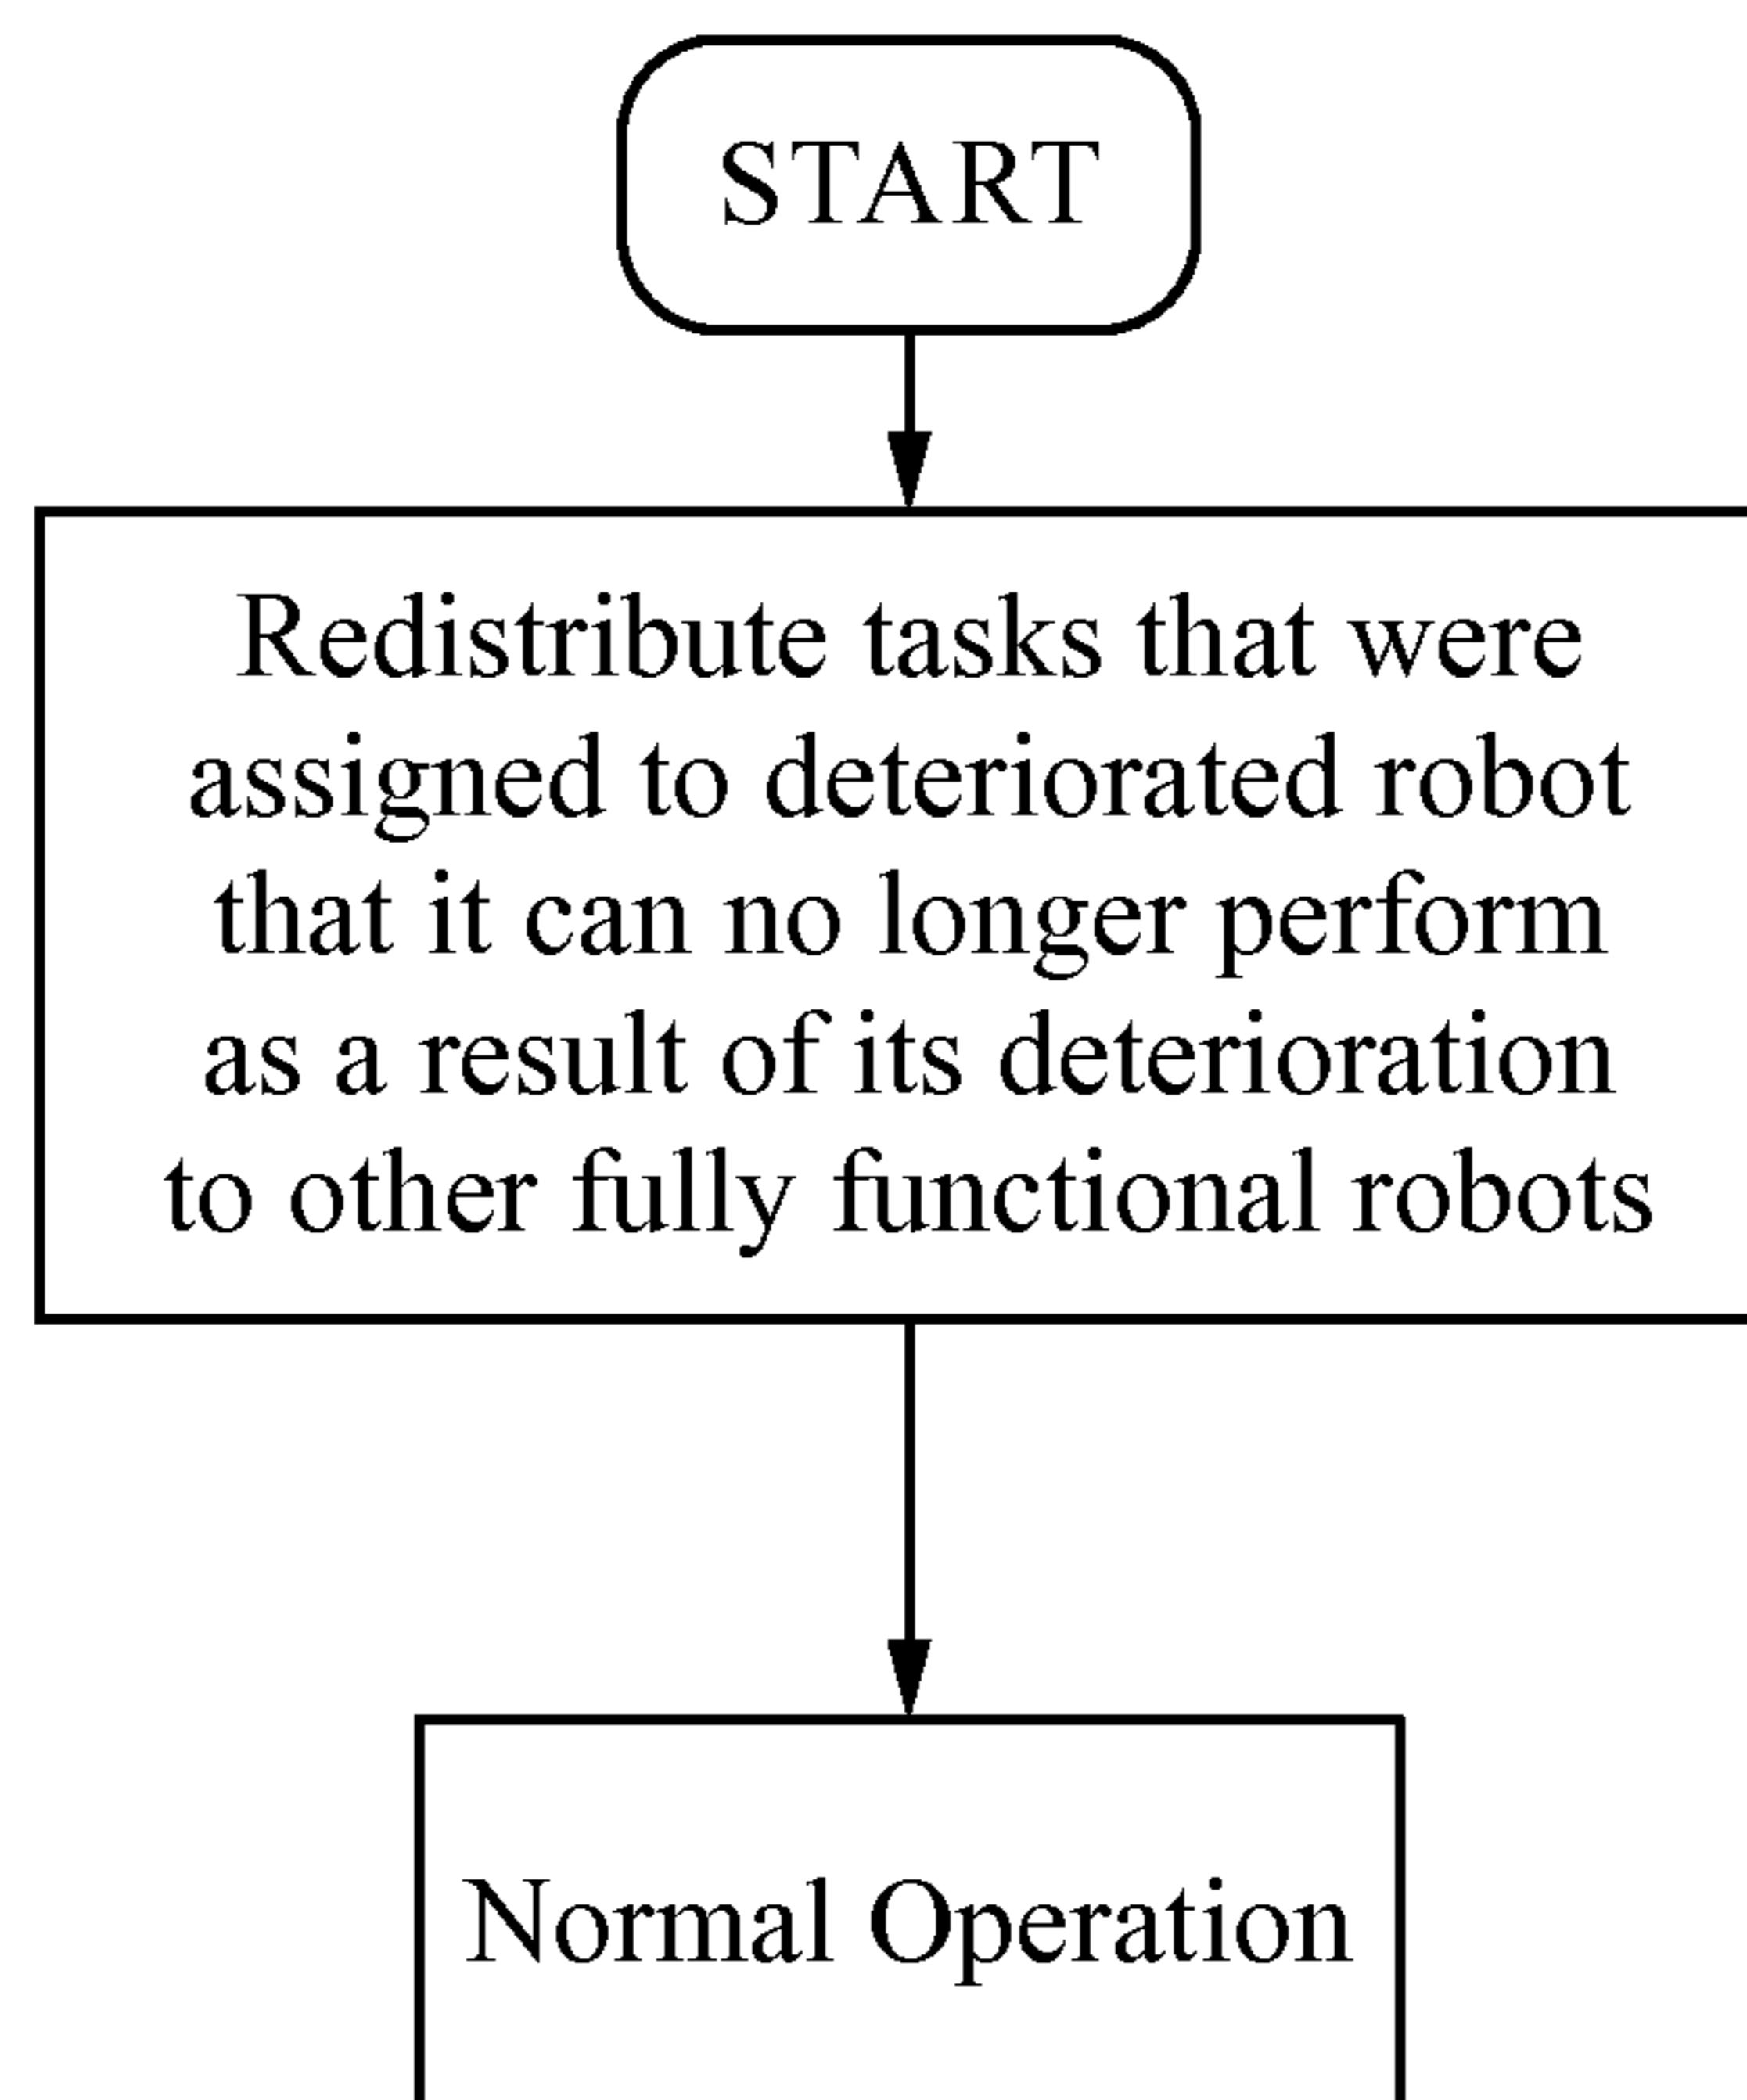 START
Redistribute tasks that were
assigned to deteriorated robot
that it can no longer perform
as a result of its deterioration
to other fully functional robots
Normal Operation